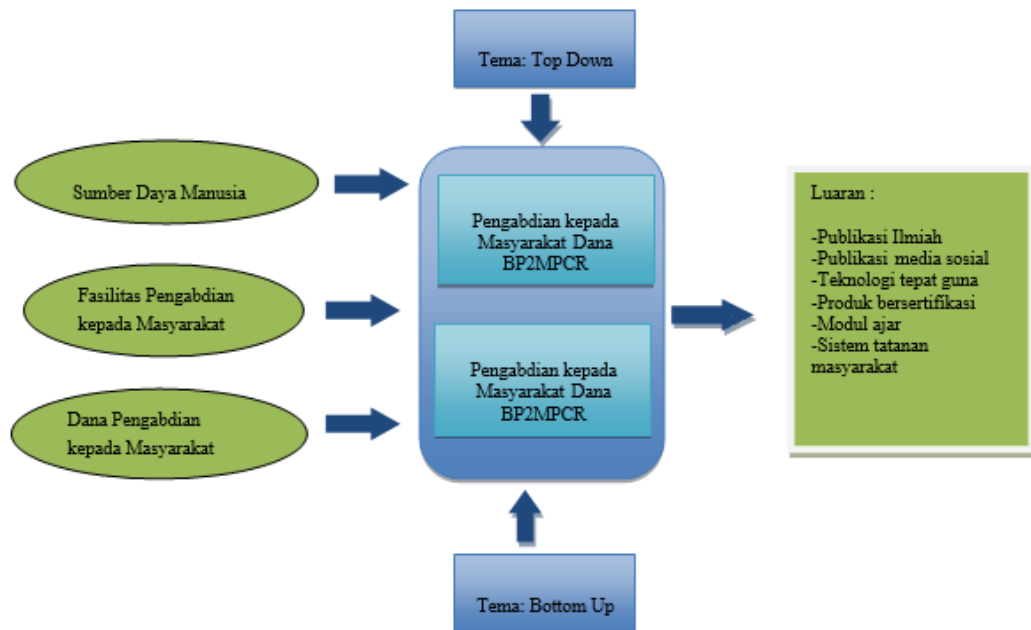 Tema: Top Down
Sumber Daya Manusia
Fasilitas Pengabdian
kepada Masyarakat
Dana Pengabdian
kepada Masyarakat
Pengabdian kepada
Masyarakat Dana
BP2MPCR
Pengabdian kepada
Masyarakat Dana
BP2MPCR
Luaran :
-Publikasi Ilmiah
-Publikasi media sosial
-Teknologi tepat guna
-Produk bersertifikasi
-Modul ajar
-Sistem tatanan
masyarakat
Tema: Bottom Up